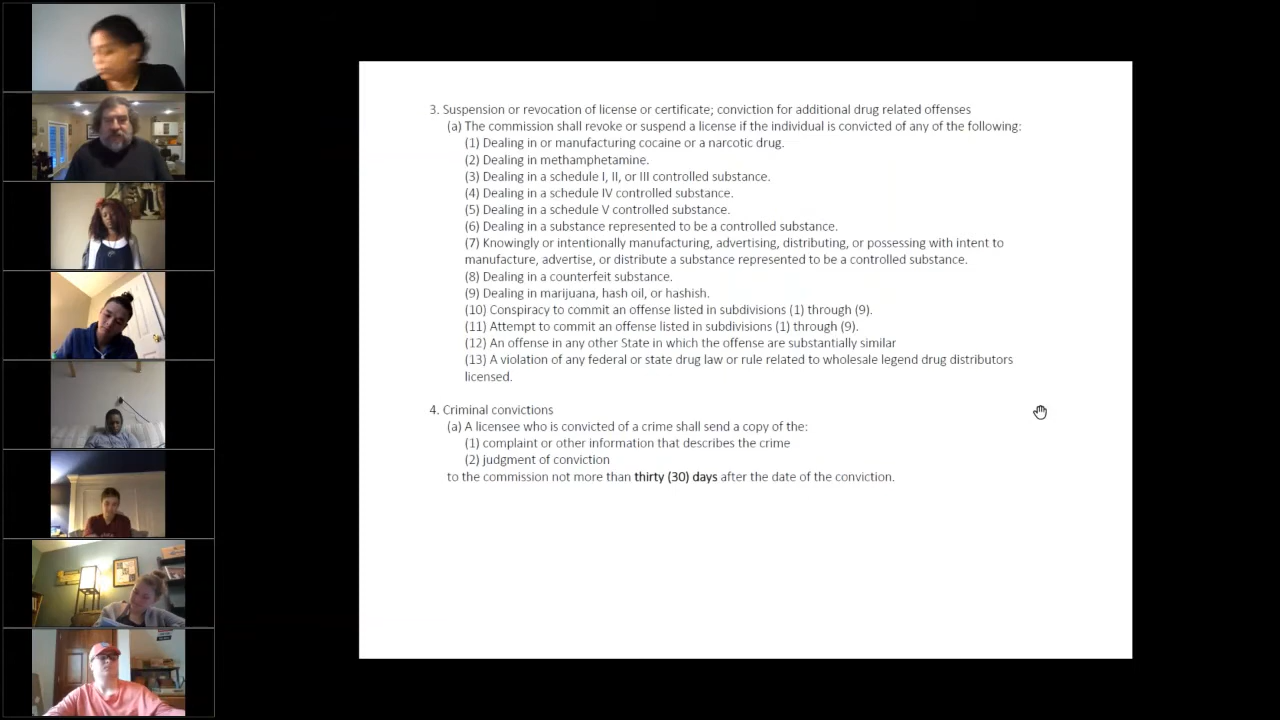 3. Suspension or revocation of license or certificate; conviction for additional drug related offenses
(a) The commission shall revoke or suspend a license if the individual is convicted of any of the following:
(1) Dealing in or manufacturing cocaine or a narcotic drug.
(2) Dealing in methamphetamine.
(3) Dealing in a schedule I, II, or III controlled substance.
(4) Dealing in a schedule IV controlled substance.
(5) Dealing in a schedule V controlled substance.
(6) Dealing in a substance represented to be a controlled substance.
(7) Knowingly or intentionally manufacturing, advertising, distributing, or possessing with intent to
manufacture, advertise, or distribute a substance represented to be a controlled substance.
(8) Dealing in a counterfeit substance.
(9) Dealing in marijuana, hash oil, or hashish.
(10) Conspiracy to commit an offense listed in subdivisions (1) through (9).
(11) Attempt to commit an offense listed in subdivisions (1) through (9).
(12) An offense in any other State in which the offense are substantially similar
(13) A violation of any federal or state drug law or rule related to wholesale legend drug distributors
licensed.
4. Criminal convictions
(a) A licensee who is convicted of a crime shall send a copy of the:
(1) complaint or other information that describes the crime
(2) judgment of conviction
to the commission not more than thirty (30) days after the date of the conviction.